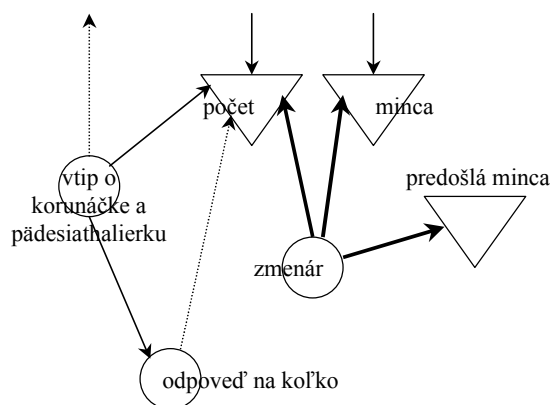 počet
minca
vtip o
korunáčke a
pädesiathalierku
predošlá minca
zmenár
odpoveď na koľko